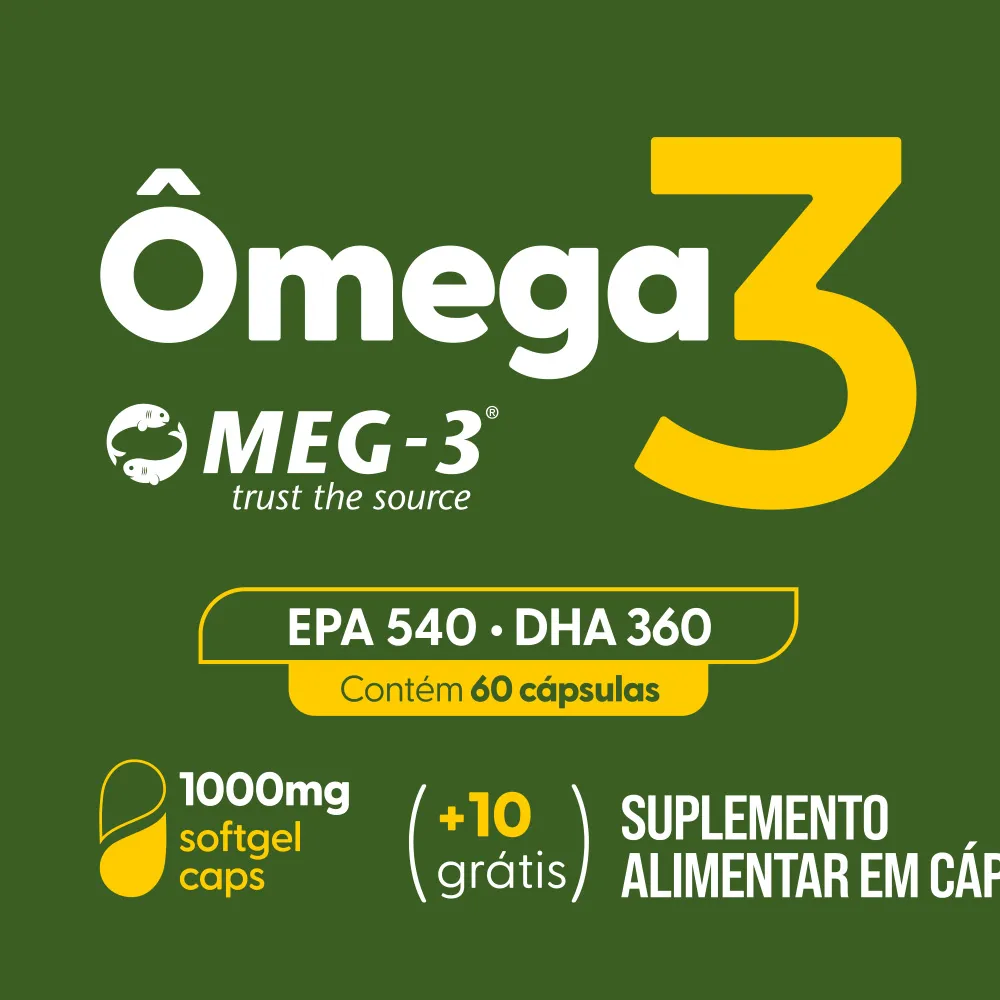 Ômega 3
MEG-3®
trust the source
EPA 540 • DHA 360
Contém 60 cápsulas
1000mg
softgel
caps
(+10
grátis)
SUPLEMENTO
ALIMENTAR EM CÁP